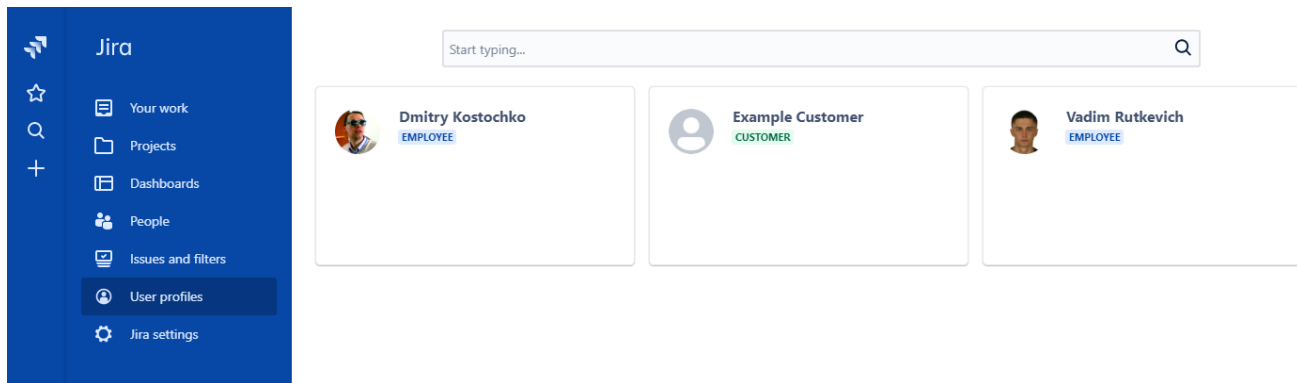 Jira
Your work
Projects
Dashboards
People
Issues and filters
User profiles
Jira settings
Start typing...
Dmitry Kostochko
EMPLOYEE
Example Customer
CUSTOMER
Vadim Rutkevich
EMPLOYEE